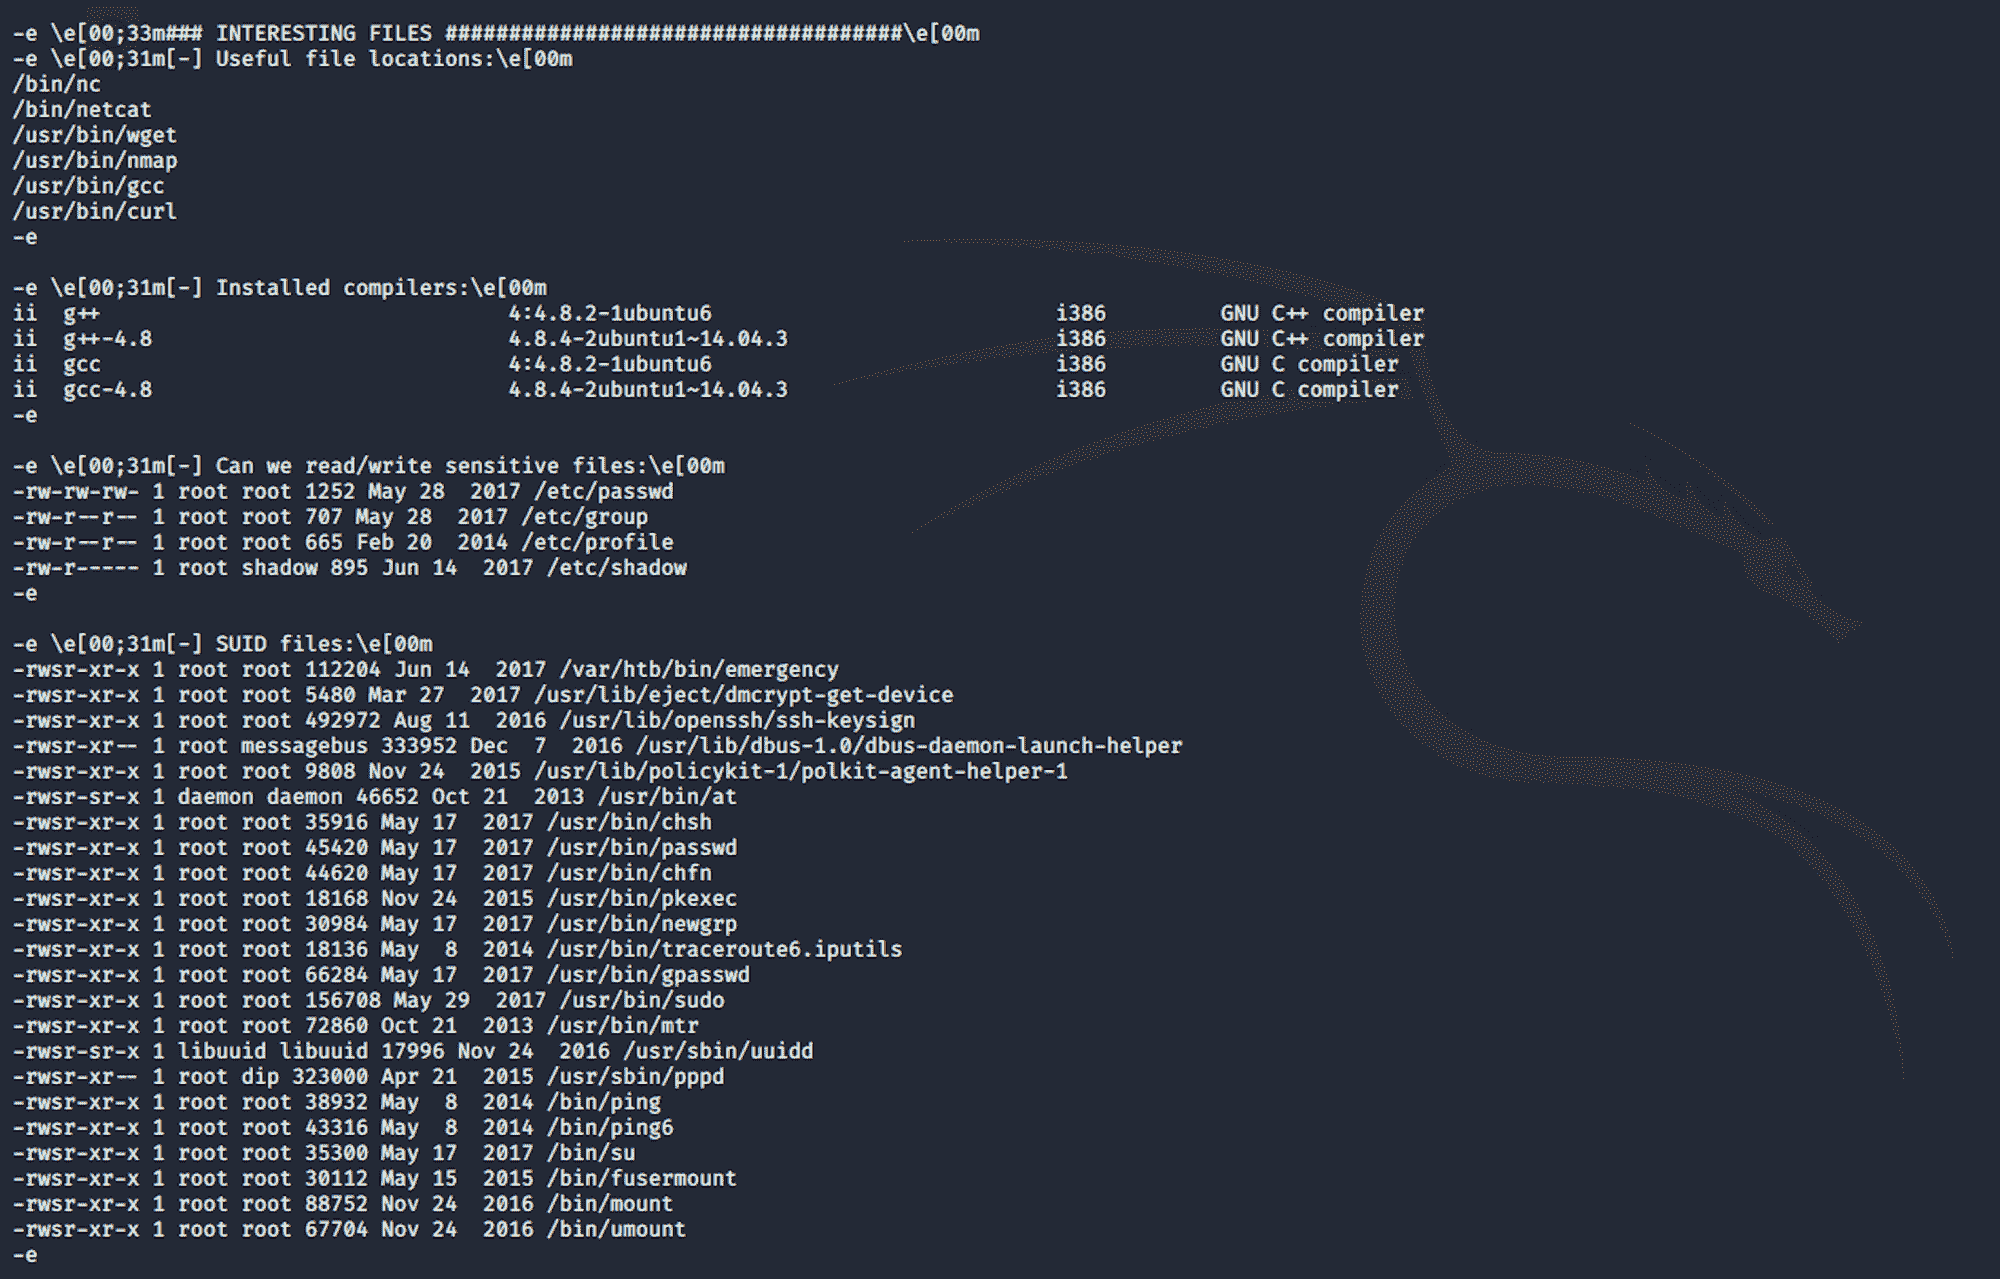 -e \e[00;33m### INTERESTING FILES ####################################\e[00m
-e \e[00;31m[-] Useful file locations:\e[00m
/bin/nc
/bin/netcat
/usr/bin/wget
/usr/bin/nmap
/usr/bin/gcc
/usr/bin/curl
-e
-e \e[00;31m[-] Installed compilers:\e[00m
ii  g++                                4:4.8.2-1ubuntu6                           i386         GNU C++ compiler
ii  g++-4.8                            4.8.4-2ubuntu1~14.04.3                     i386         GNU C++ compiler
ii  gcc                                4:4.8.2-1ubuntu6                           i386         GNU C compiler
ii  gcc-4.8                            4.8.4-2ubuntu1~14.04.3                     i386         GNU C compiler
-e
-e \e[00;31m[-] Can we read/write sensitive files:\e[00m
-rw-rw-rw- 1 root root 1252 May 28  2017 /etc/passwd
-rw-r--r-- 1 root root 707 May 28  2017 /etc/group
-rw-r--r-- 1 root root 665 Feb 20  2014 /etc/profile
-rw-r----- 1 root shadow 895 Jun 14  2017 /etc/shadow
-e
-e \e[00;31m[-] SUID files:\e[00m
-rwsr-xr-x 1 root root 112204 Jun 14  2017 /var/htb/bin/emergency
-rwsr-xr-x 1 root root 5480 Mar 27  2017 /usr/lib/eject/dmcrypt-get-device
-rwsr-xr-x 1 root root 492972 Aug 11  2016 /usr/lib/openssh/ssh-keysign
-rwsr-xr-- 1 root messagebus 333952 Dec  7  2016 /usr/lib/dbus-1.0/dbus-daemon-launch-helper
-rwsr-xr-x 1 root root 9808 Nov 24  2015 /usr/lib/policykit-1/polkit-agent-helper-1
-rwsr-sr-x 1 daemon daemon 46652 Oct 21  2013 /usr/bin/at
-rwsr-xr-x 1 root root 35916 May 17  2017 /usr/bin/chsh
-rwsr-xr-x 1 root root 45420 May 17  2017 /usr/bin/passwd
-rwsr-xr-x 1 root root 44620 May 17  2017 /usr/bin/chfn
-rwsr-xr-x 1 root root 18168 Nov 24  2015 /usr/bin/pkexec
-rwsr-xr-x 1 root root 30984 May 17  2017 /usr/bin/newgrp
-rwsr-xr-x 1 root root 18136 May  8  2014 /usr/bin/traceroute6.iputils
-rwsr-xr-x 1 root root 66284 May 17  2017 /usr/bin/gpasswd
-rwsr-xr-x 1 root root 156708 May 29  2017 /usr/bin/sudo
-rwsr-xr-x 1 root root 72860 Oct 21  2013 /usr/bin/mtr
-rwsr-sr-x 1 libuuid libuuid 17996 Nov 24  2016 /usr/sbin/uuidd
-rwsr-xr-- 1 root dip 323000 Apr 21  2015 /usr/sbin/pppd
-rwsr-xr-x 1 root root 38932 May  8  2014 /bin/ping
-rwsr-xr-x 1 root root 43316 May  8  2014 /bin/ping6
-rwsr-xr-x 1 root root 35300 May 17  2017 /bin/su
-rwsr-xr-x 1 root root 30112 May 15  2015 /bin/fusermount
-rwsr-xr-x 1 root root 88752 Nov 24  2016 /bin/mount
-rwsr-xr-x 1 root root 67704 Nov 24  2016 /bin/umount
-e